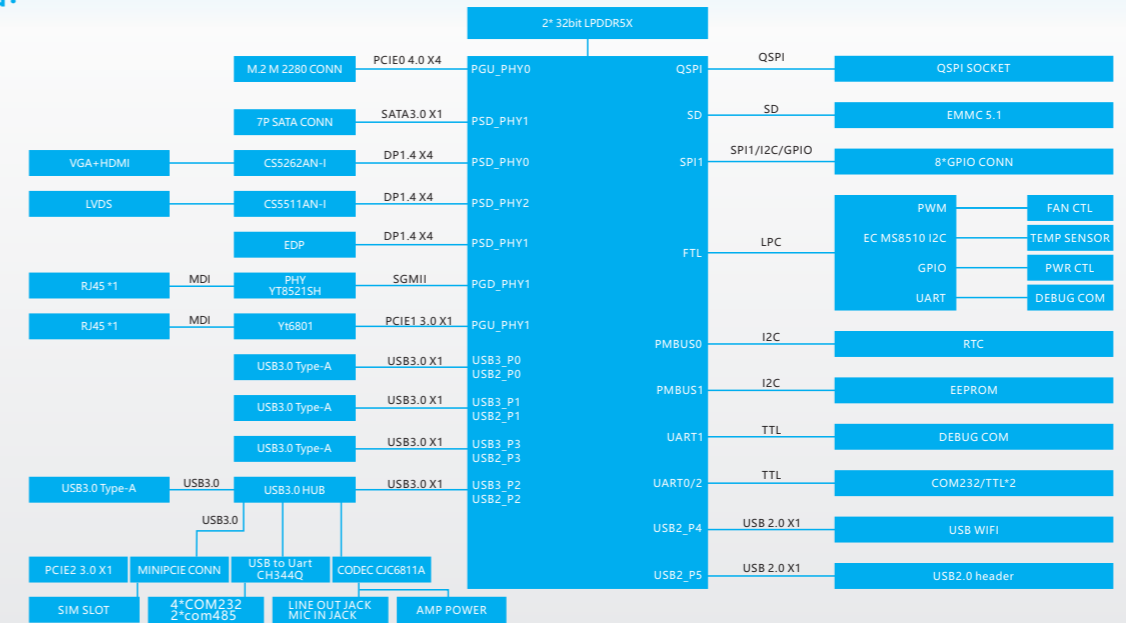 2* 32bit LPDDR5X
M.2 M 2280 CONN
PCIE0 4.0 X4
PGU_PHY0
7P SATA CONN
SATA3.0 X1
PSD_PHY1
VGA+HDMI
CS5262AN-I
DP1.4 X4
PSD_PHY0
LVDS
CS5511AN-I
DP1.4 X4
PSD_PHY2
EDP
DP1.4 X4
PSD_PHY1
RJ45 *1
MDI
PHY
YT8521SH
SGMII
PGD_PHY1
RJ45 *1
MDI
Yt6801
PCIE1 3.0 X1
PGU_PHY1
USB3.0 Type-A
USB3.0 X1
USB3_P0
USB2_P0
USB3.0 Type-A
USB3.0 X1
USB3_P1
USB2_P1
USB3.0 Type-A
USB3.0 X1
USB3_P3
USB2_P3
USB3.0 Type-A
USB3.0
USB3.0 HUB
USB3.0 X1
USB3_P2
USB2_P2
USB3.0
PCIE2 3.0 X1
MINIPCIE CONN
USB to Uart
CH344Q
CODEC CJC6811A
SIM SLOT
4*COM232
2*com485
LINE OUT JACK
MIC IN JACK
AMP POWER
QSPI
QSPI
QSPI SOCKET
SD
SD
EMMC 5.1
SPI1
SPI1/I2C/GPIO
8*GPIO CONN
FTL
LPC
PWM
FAN CTL
EC MS8510 I2C
TEMP SENSOR
GPIO
PWR CTL
UART
DEBUG COM
PMBUS0
I2C
RTC
PMBUS1
I2C
EEPROM
UART1
TTL
DEBUG COM
UART0/2
TTL
COM232/TTL*2
USB2_P4
USB 2.0 X1
USB WIFI
USB2_P5
USB 2.0 X1
USB2.0 header